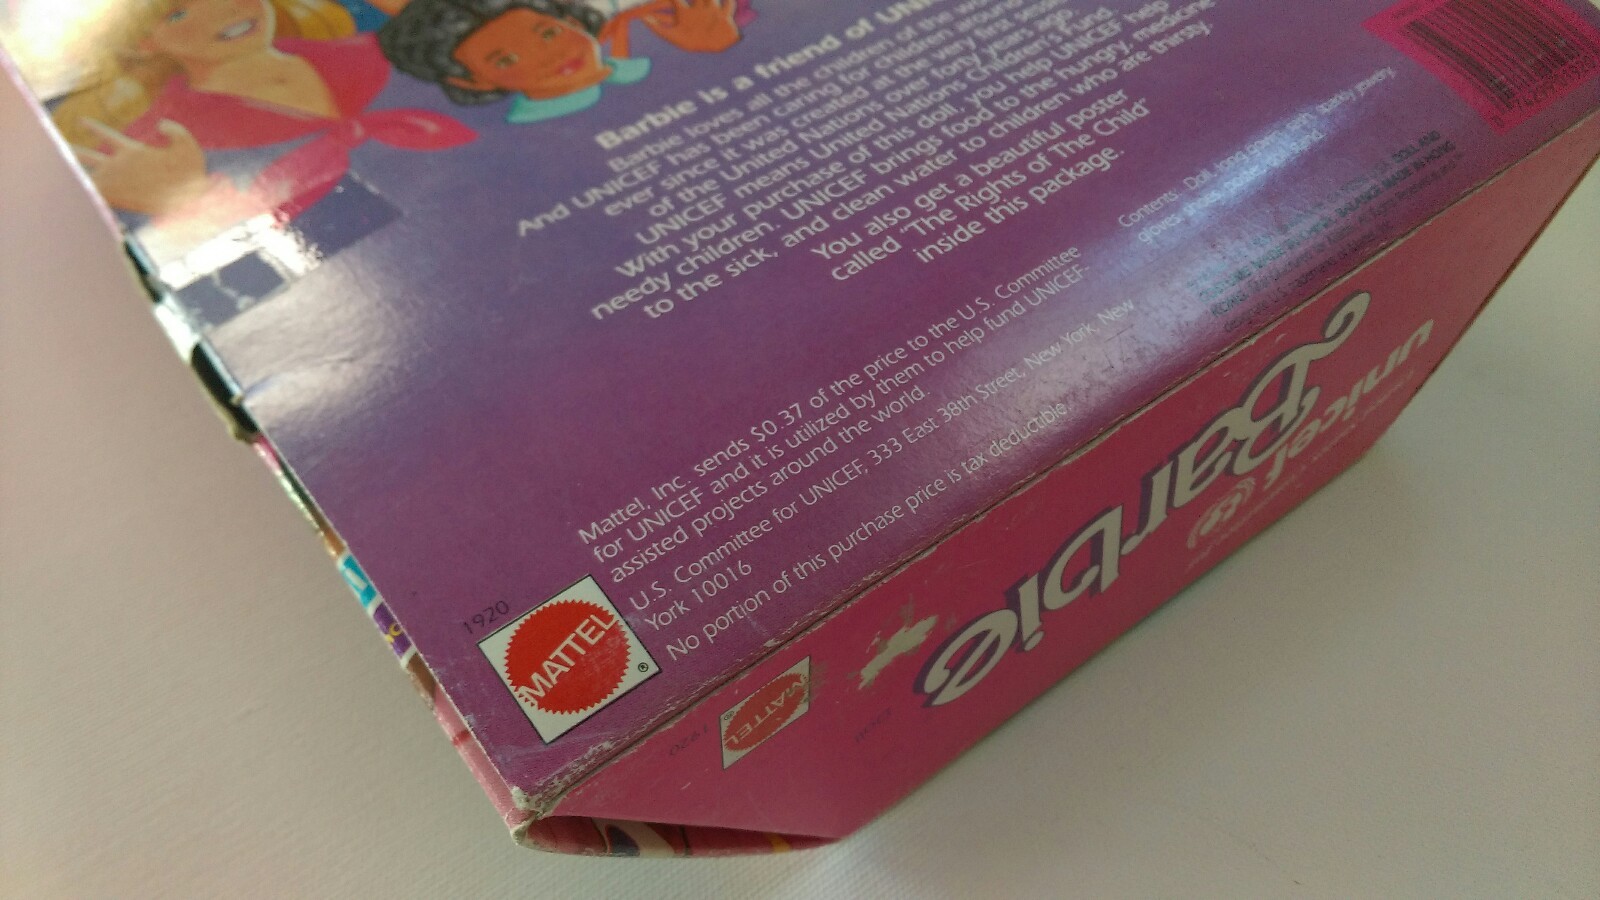 Barbie is a friend of
Barbie loves all the children of the
And UNICEF has been caring for children around
ever since it was created at the very first
of the United Nations over forty years ago.
UNICEF means United Nations Children's Fund.
With your purchase of this doll, you help UNICEF help
needy children. UNICEF brings food to the hungry, medicine
to the sick, and clean water to children who are thirsty.
You also get a beautiful poster
called "The Rights of The Child"
inside this package.
Mattel, Inc. sends $0.37 of the price to the U.S. Committee
for UNICEF and it is utilized by them to help fund UNICEF-
assisted projects around the world.
U.S. Committee for UNICEF, 333 East 38th Street, New York, New
York 10016
No portion of this purchase price is tax deductible.
1920
MATTEL
®
Contents: Doll, long gown
gloves
unicef
Barbie
MATTEL
®
1920